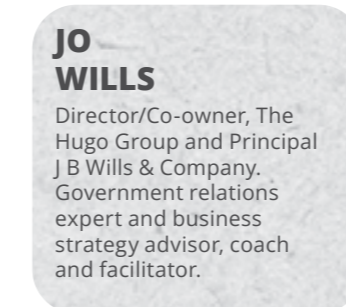 JO
WILLS
Director/Co-owner, The
Hugo Group and Principal
J B Wills & Company.
Government relations
expert and business
strategy advisor, coach
and facilitator.